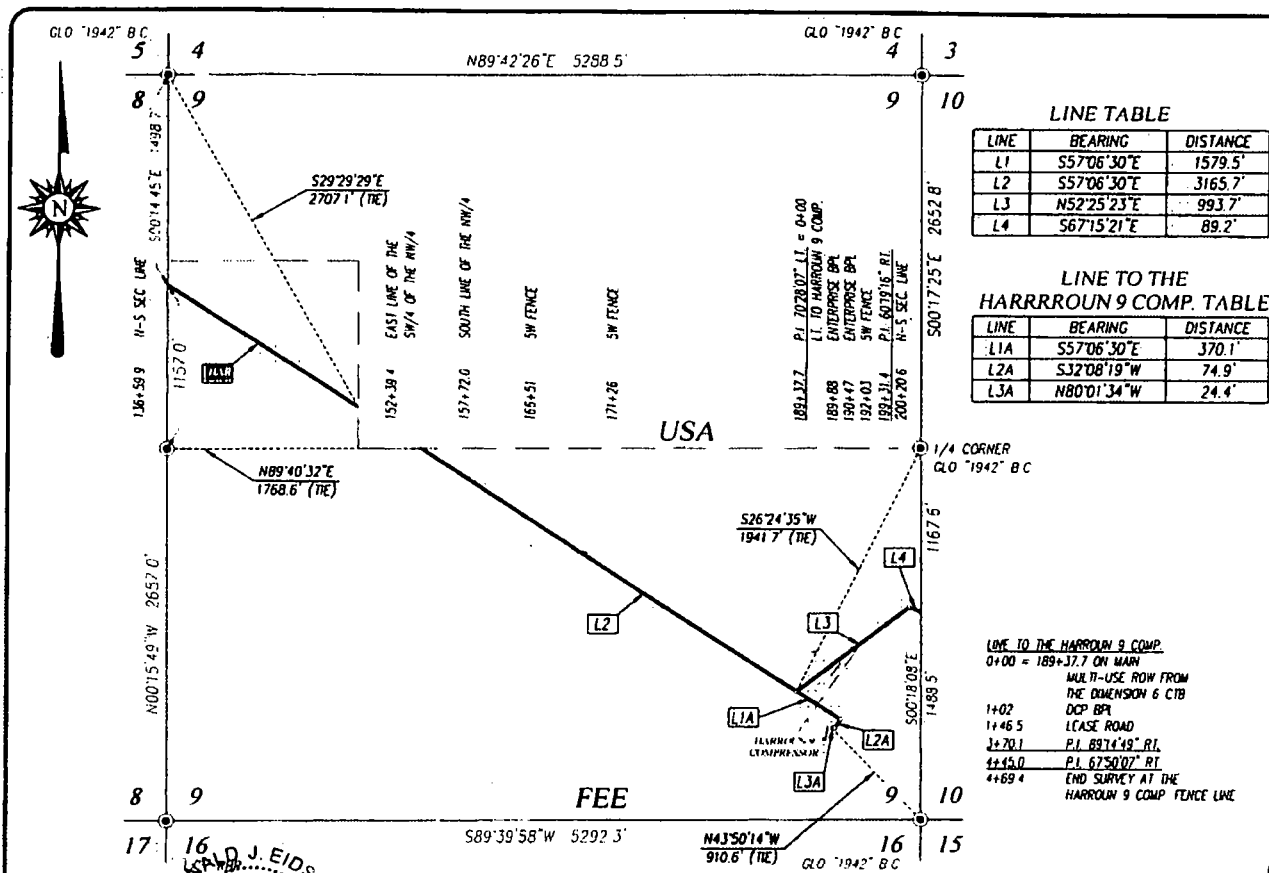 GLO "1942" B C
GLO "1942" B C
5 4
4 3
N89°42'26"E 5288.5'
8 9
9 10
N
S00°14'45"E 1498.7'
S29°29'29"E
2707.1' (TIE)
S00°17'25"E 2652.8'
LINE TABLE
LINE BEARING DISTANCE
L1 S57°06'30"E 1579.5'
L2 S57°06'30"E 3165.7'
L3 N52°25'23"E 993.7'
L4 S67°15'21"E 89.2'
LINE TO THE
HARRRROUN 9 COMP. TABLE
LINE BEARING DISTANCE
L1A S57°06'30"E 370.1'
L2A S32°08'19"W 74.9'
L3A N80°01'34"W 24.4'
136+59.9 N-S SEC LINE
1157.0'
152+39.4 EAST LINE OF THE
SW/4 OF THE NW/4
157+72.0 SOUTH LINE OF THE NW/4
165+51 5W FENCE
171+26 5W FENCE
189+37.7 P.I. 70°28'07" LT. = 0+00
LT. TO HARROUN 9 COMP.
189+88 ENTERPRISE BPL
190+47 ENTERPRISE BPL
192+03 5W FENCE
199+31.4 P.I. 60°19'16" RT.
200+20.6 N-S SEC LINE
USA
1/4 CORNER
GLO "1942" B C
N89°40'32"E
1768.6' (TIE)
S26°24'35"W
1941.7' (TIE)
1167.6'
L4
L3
L2
N00°15'49"W 2657.0'
S00°18'08"E
1488.5'
L1A
L2A
HARROUN 9
COMPRESSOR
L3A
LINE TO THE HARROUN 9 COMP.
0+00 = 189+37.7 ON MAIN
MULTI-USE ROW FROM
THE DIMENSION 6 CTB
1+02 DCP BPL
1+46.5 LEASE ROAD
3+70.1 P.I. 89°14'49" RT.
4+45.0 P.I. 67°50'07" RT
4+69.4 END SURVEY AT THE
HARROUN 9 COMP FENCE LINE
8 9
FEE
9 10
S89°39'58"W 5292.3'
17 16
N43°50'14"W
910.6' (TIE)
16 15
GLO "1942" B C